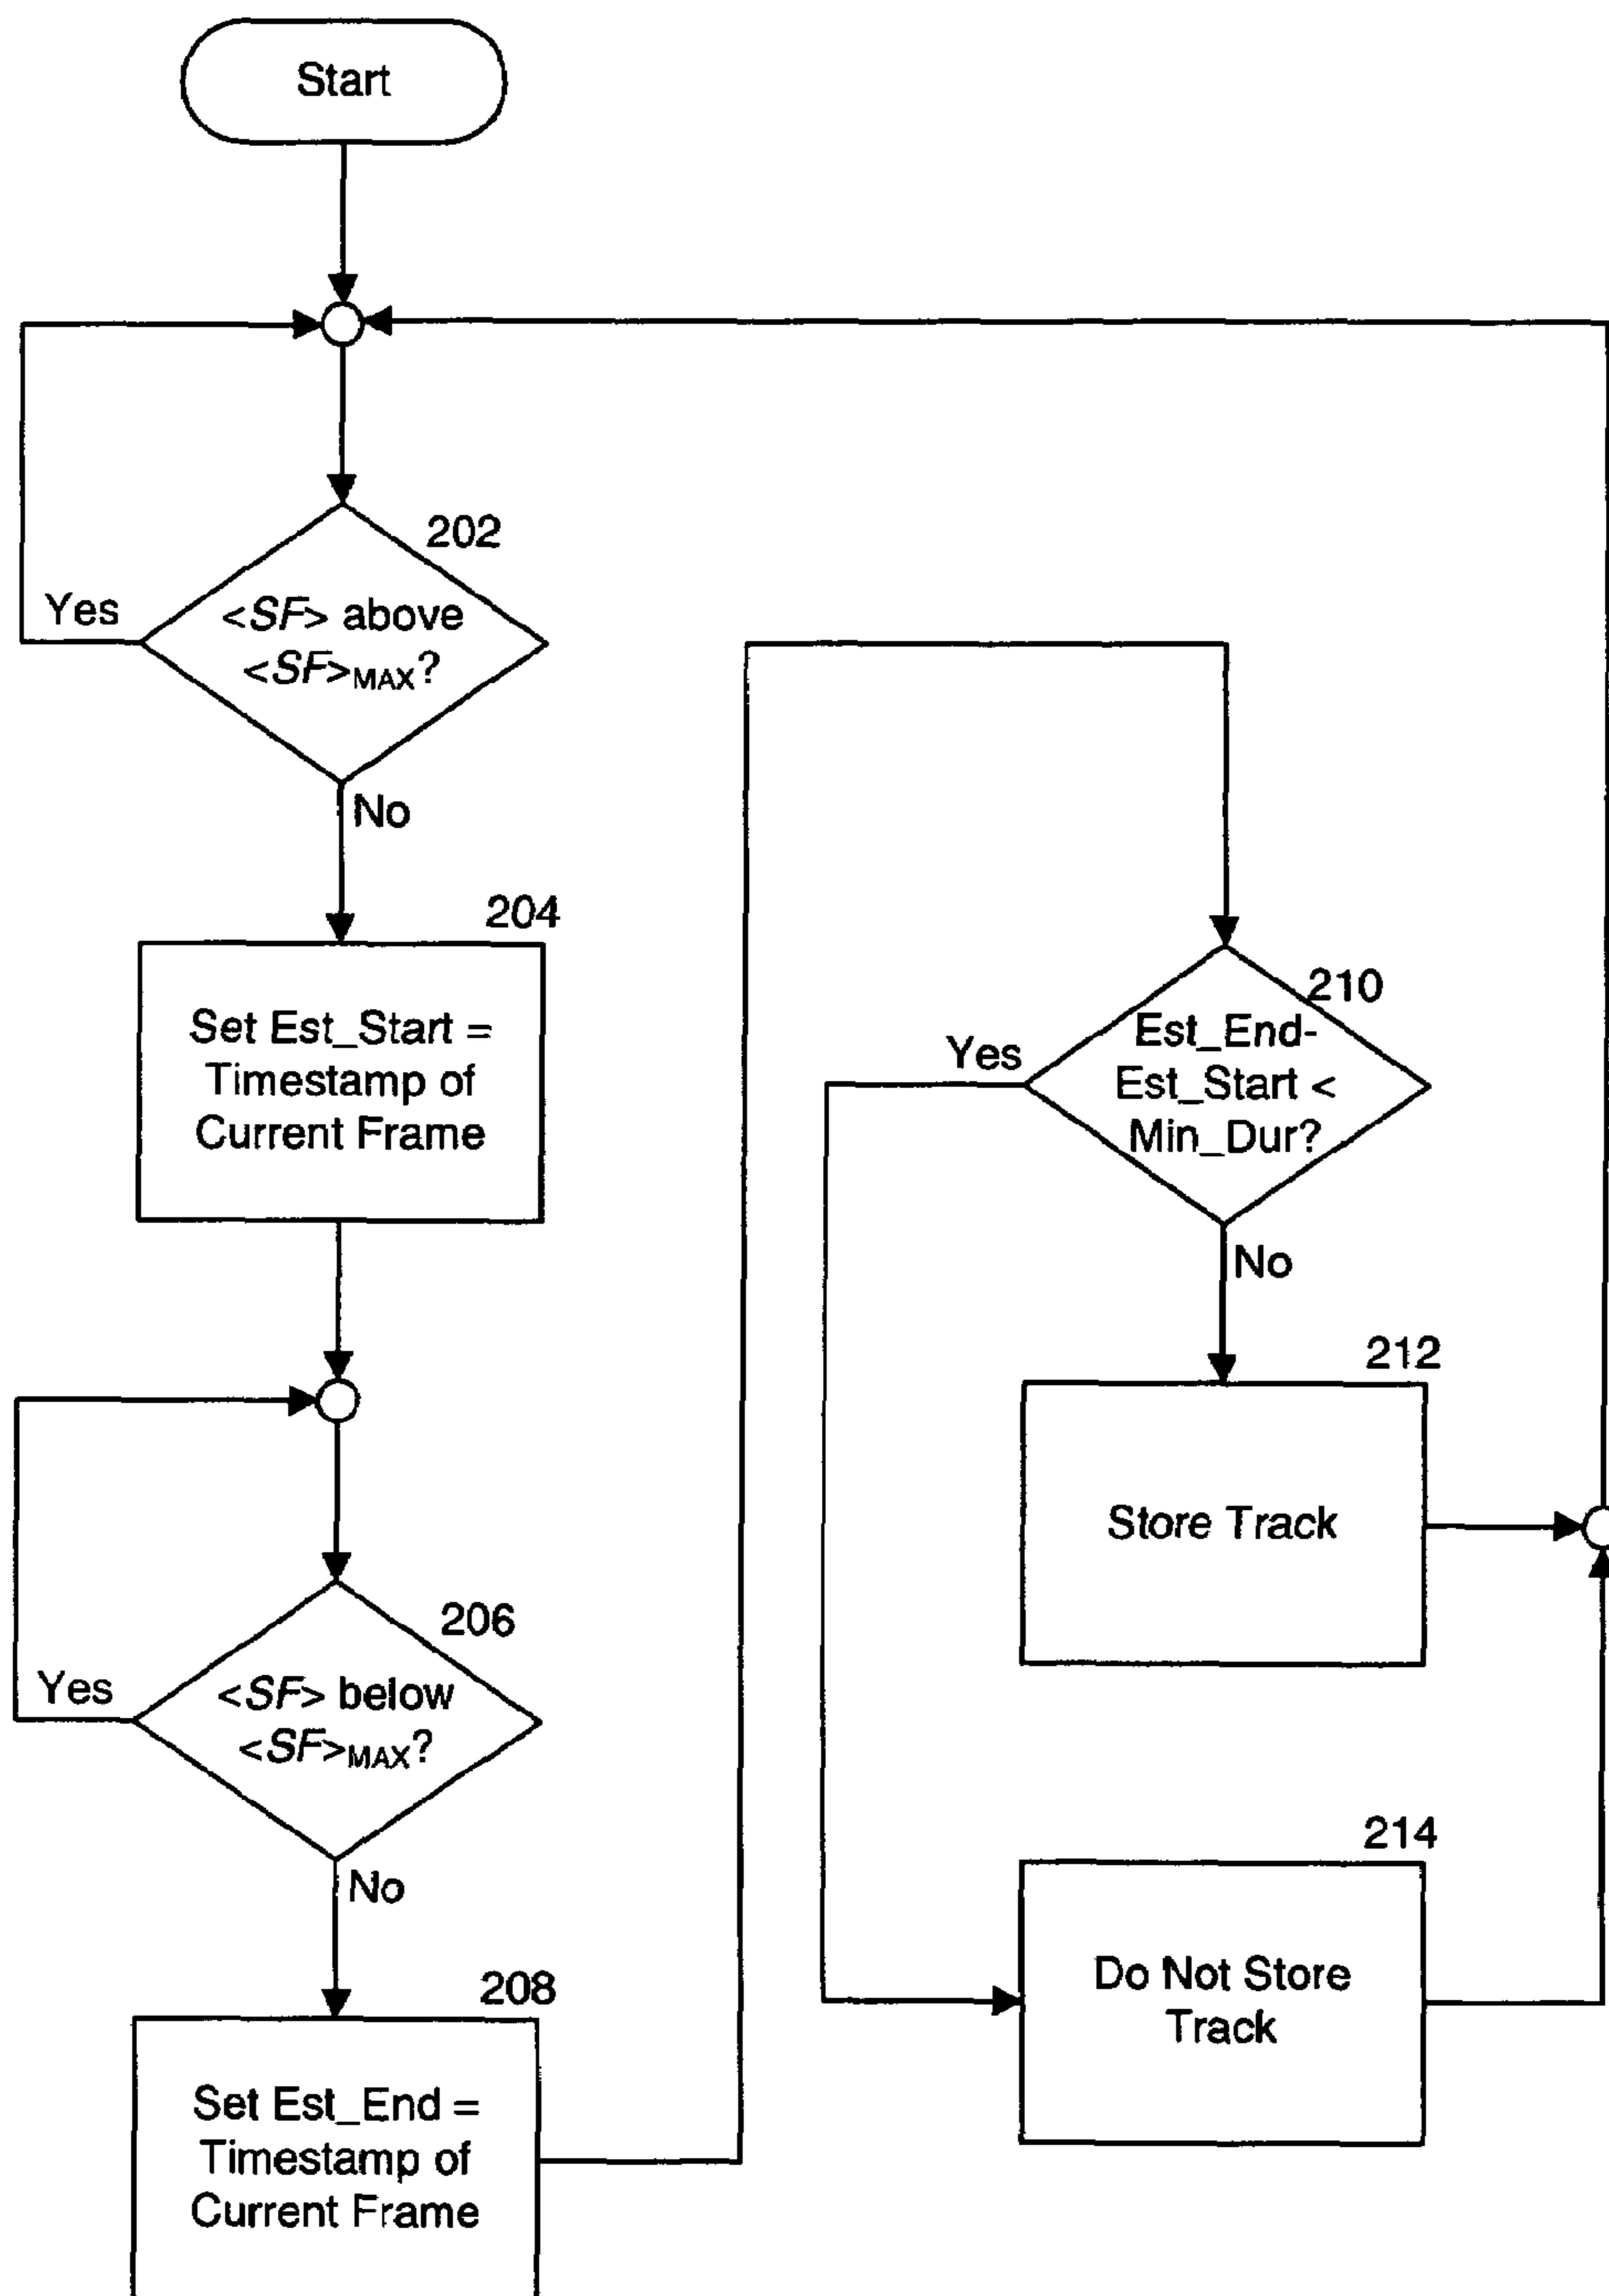 Start
202
<SF> above
<SF>MAX?
Yes
No
204
Set Est_Start =
Timestamp of
Current Frame
206
<SF> below
<SF>MAX?
Yes
No
208
Set Est_End =
Timestamp of
Current Frame
210
Est_End-
Est_Start <
Min_Dur?
Yes
No
212
Store Track
214
Do Not Store
Track